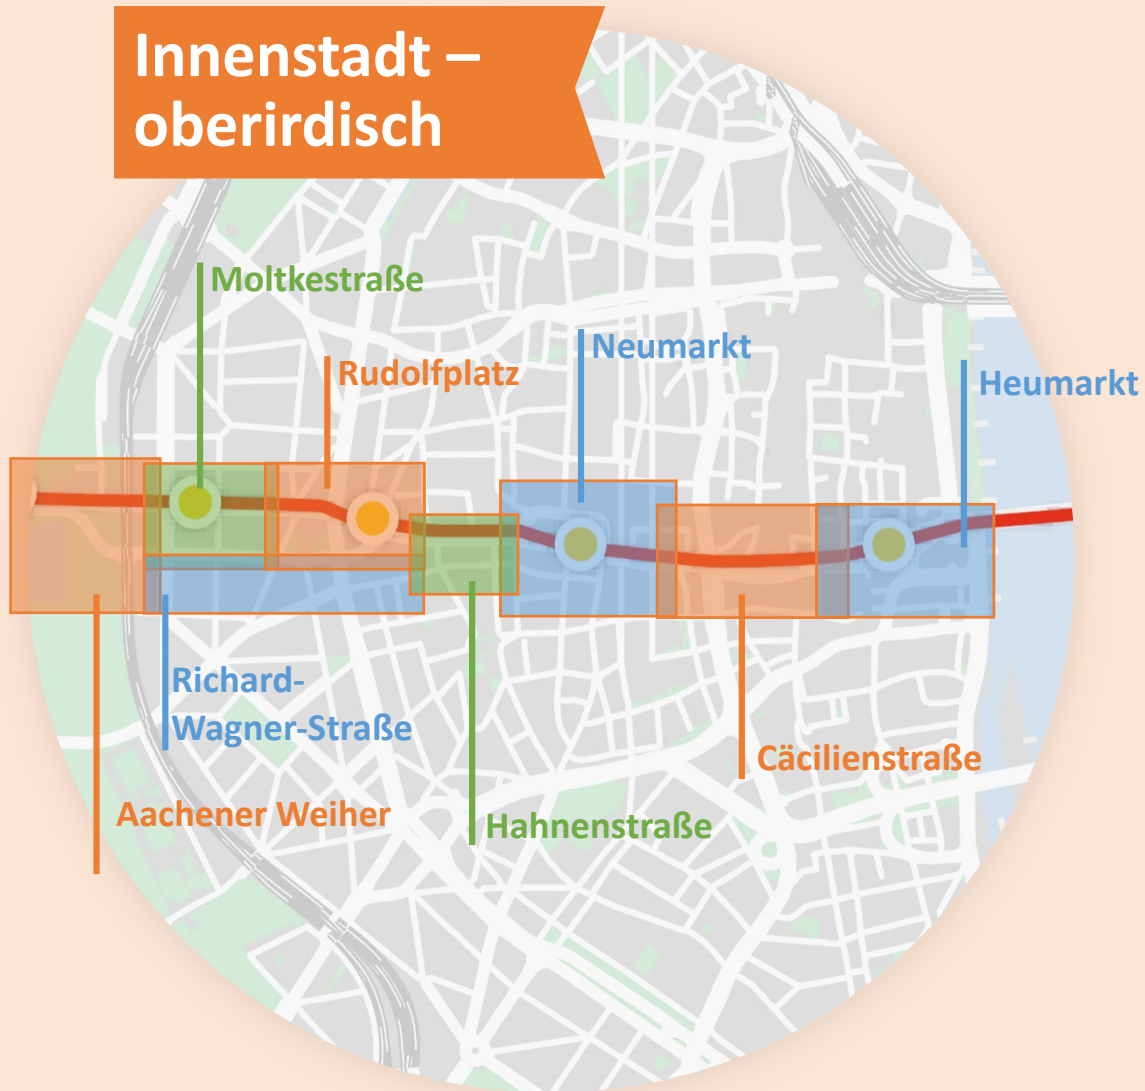 Innenstadt –
oberirdisch
Moltkestraße
Neumarkt
Rudolfplatz
Heumarkt
Richard-
Wagner-Straße
Cäcilienstraße
Aachener Weiher
Hahnenstraße